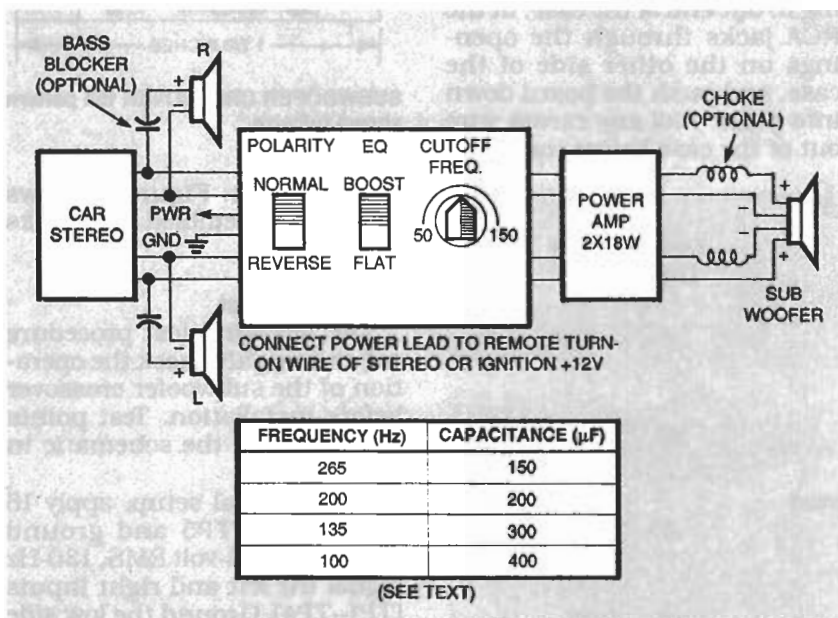 BASS
BLOCKER
(OPTIONAL)
R
+
−
CAR
STEREO
PWR
GND
POLARITY
EQ
CUTOFF
FREQ.
NORMAL
BOOST
REVERSE
FLAT
50
150
POWER
AMP
2X18W
CHOKE
(OPTIONAL)
+
−
−
+
SUB
WOOFER
−
+
L
CONNECT POWER LEAD TO REMOTE TURN-
ON WIRE OF STEREO OR IGNITION +12V
FREQUENCY (Hz) CAPACITANCE (μF)
265 150
200 200
135 300
100 400
(SEE TEXT)